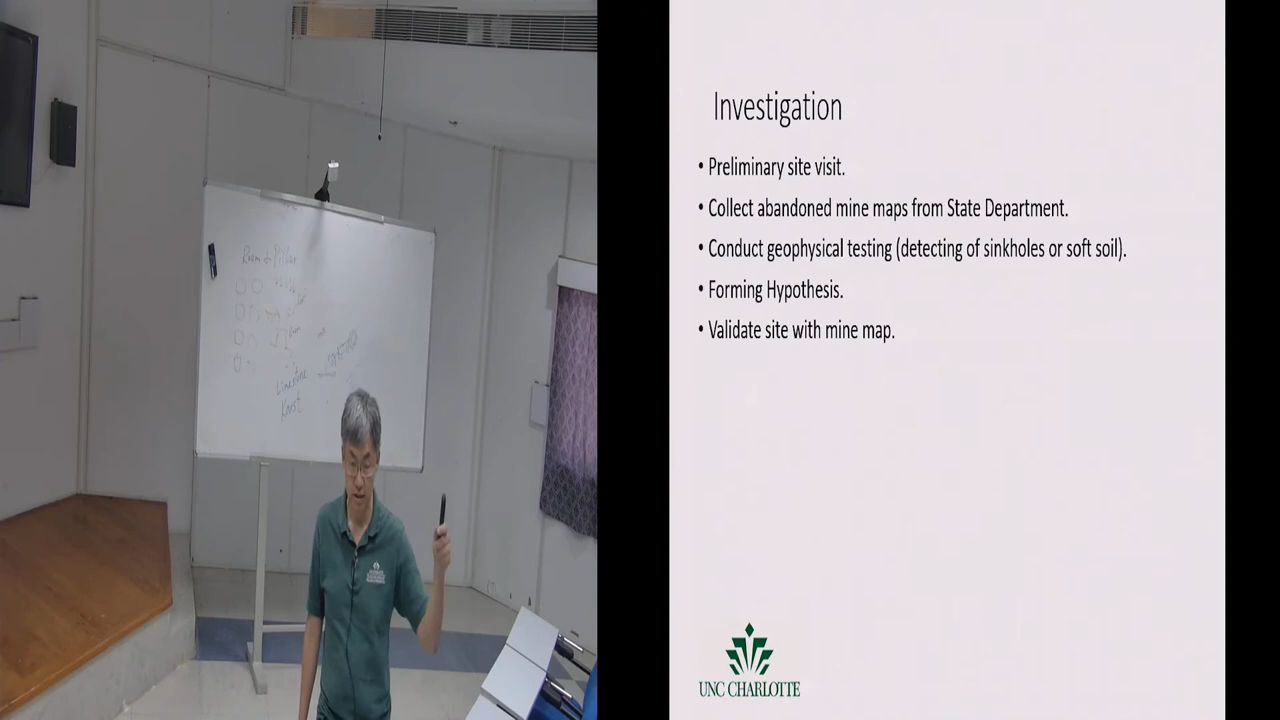 Room & Pillar
Limestone
Karst
Investigation
• Preliminary site visit.
• Collect abandoned mine maps from State Department.
• Conduct geophysical testing (detecting of sinkholes or soft soil).
• Forming Hypothesis.
• Validate site with mine map.
UNC CHARLOTTE